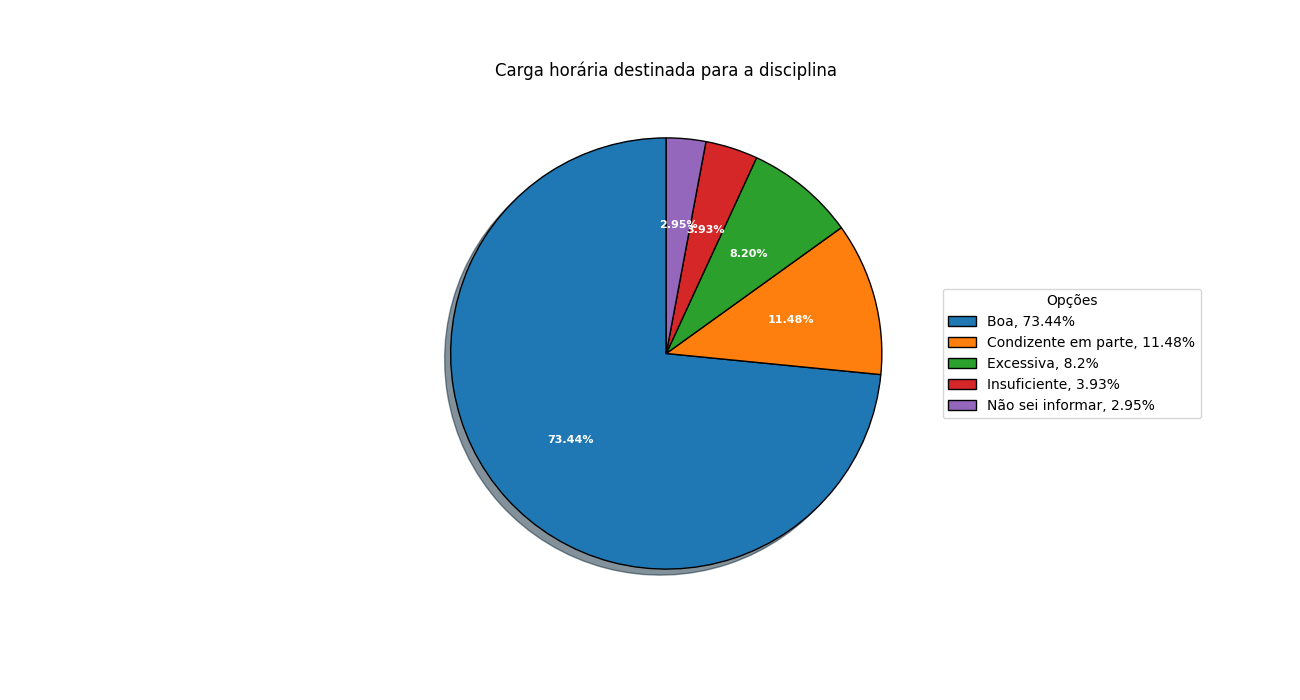 Carga horária destinada para a disciplina
2.95%
3.93%
8.20%
11.48%
73.44%
Opções
Boa, 73.44%
Condizente em parte, 11.48%
Excessiva, 8.2%
Insuficiente, 3.93%
Não sei informar, 2.95%